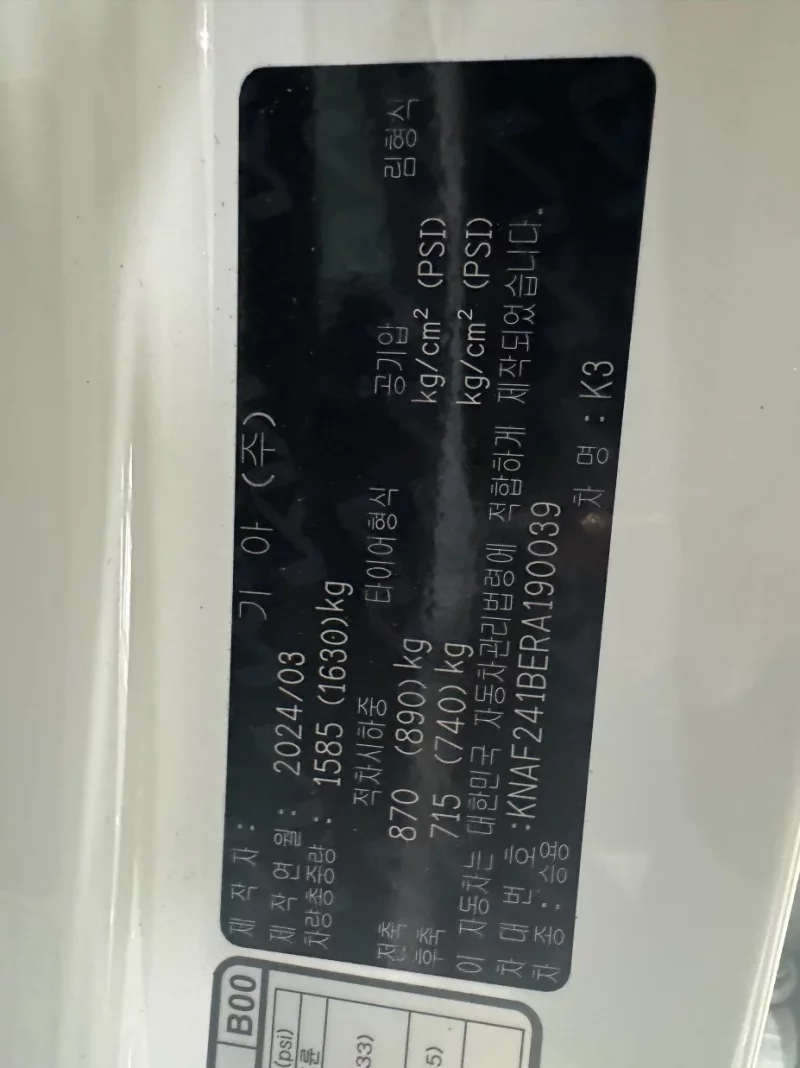 제 작 자 : 기 아 (주)
제 작 연 월 : 2024/03
차량총중량 : 1585 (1630)kg
적차시하중 타이어형식 공기압 림형식
전축 870 (890)kg kg/cm² (PSI)
후축 715 (740)kg kg/cm² (PSI)
이 자동차는 대한민국 자동차관리법령에 적합하게 제작되었습니다.
차 대 번 호 :KNAF241BERA190039
차 종: 승용 차 명 : K3
B00
(psi)
33)
5)